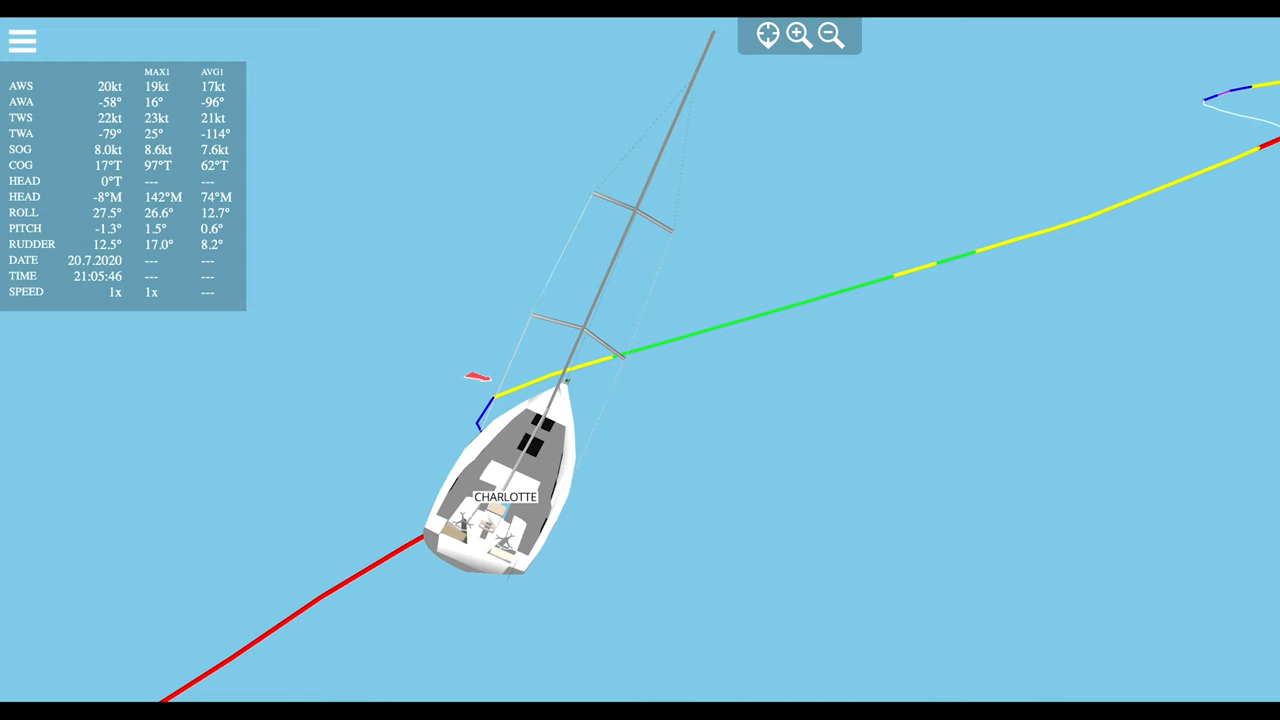 MAX1 AVG1
AWS 20kt 19kt 17kt
AWA -58° 16° -96°
TWS 22kt 23kt 21kt
TWA -79° 25° -114°
SOG 8.0kt 8.6kt 7.6kt
COG 17°T 97°T 62°T
HEAD 0°T --- ---
HEAD -8°M 142°M 74°M
ROLL 27.5° 26.6° 12.7°
PITCH -1.3° 1.5° 0.6°
RUDDER 12.5° 17.0° 8.2°
DATE 20.7.2020 --- ---
TIME 21:05:46 --- ---
SPEED 1x 1x ---
CHARLOTTE